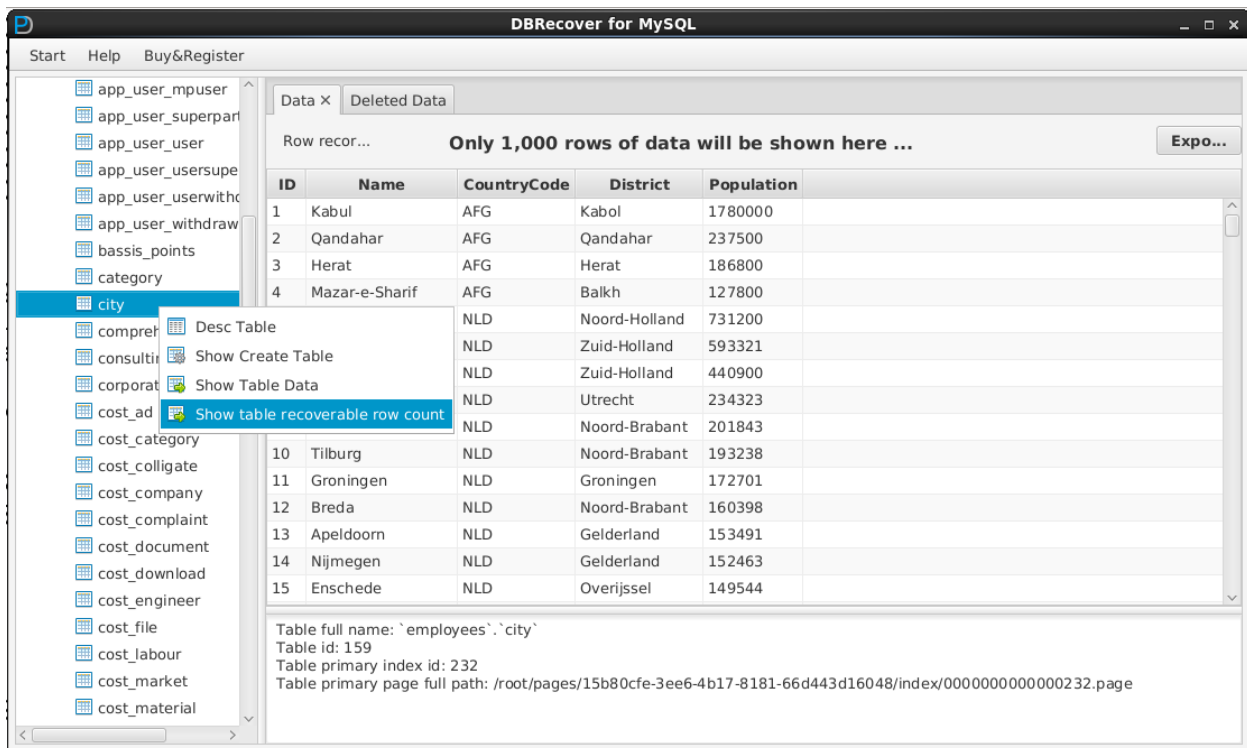 DBRecover for MySQL
Start Help Buy&Register
app_user_mpuser
app_user_superpart
app_user_user
app_user_usersupe
app_user_userwithd
app_user_withdraw
bassis_points
category
city
compreh
consultin
corporat
cost_ad
cost_category
cost_colligate
cost_company
cost_complaint
cost_document
cost_download
cost_engineer
cost_file
cost_labour
cost_market
cost_material
Desc Table
Show Create Table
Show Table Data
Show table recoverable row count
Data × Deleted Data
Row recor... Only 1,000 rows of data will be shown here ... Expo...
ID Name CountryCode District Population
1 Kabul AFG Kabol 1780000
2 Qandahar AFG Qandahar 237500
3 Herat AFG Herat 186800
4 Mazar-e-Sharif AFG Balkh 127800
NLD Noord-Holland 731200
NLD Zuid-Holland 593321
NLD Zuid-Holland 440900
NLD Utrecht 234323
NLD Noord-Brabant 201843
10 Tilburg NLD Noord-Brabant 193238
11 Groningen NLD Groningen 172701
12 Breda NLD Noord-Brabant 160398
13 Apeldoorn NLD Gelderland 153491
14 Nijmegen NLD Gelderland 152463
15 Enschede NLD Overijssel 149544
Table full name: `employees`.`city`
Table id: 159
Table primary index id: 232
Table primary page full path: /root/pages/15b80cfe-3ee6-4b17-8181-66d443d16048/index/0000000000000232.page